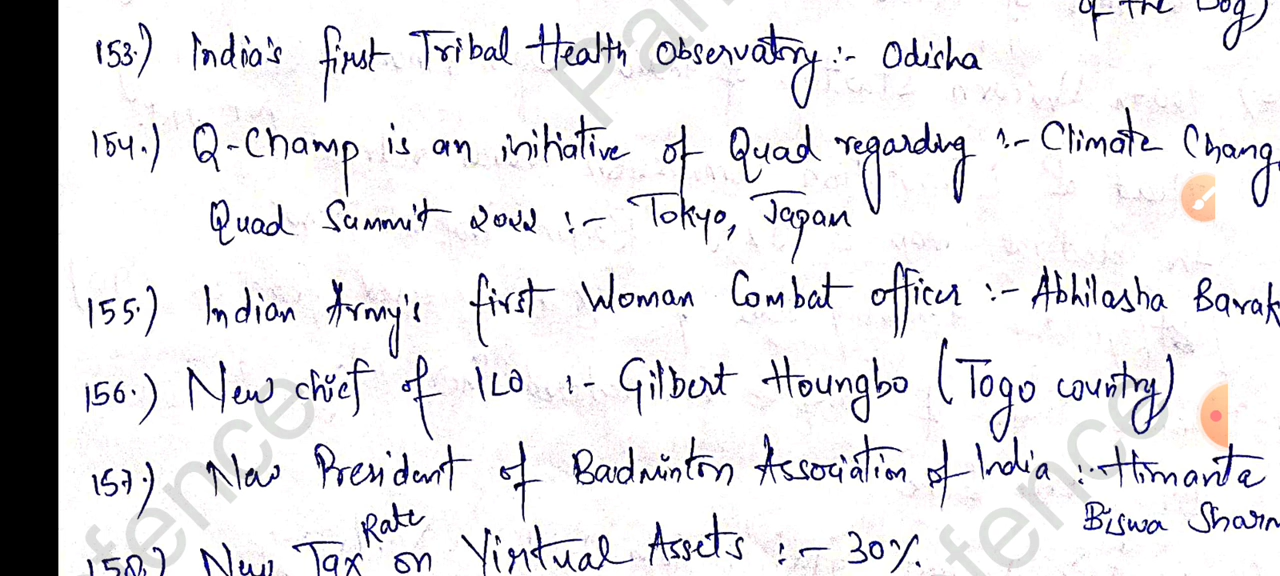 of the Dog)
153.) India's first Tribal Health Observatory :- Odisha
154.) Q-Champ is an initiative of Quad regarding :- Climate Chang
Quad Summit 2022 :- Tokyo, Japan
155.) Indian Army's first Woman Combat officer :- Abhilasha Barak
156.) New chief of ILO :- Gilbert Houngbo (Togo country)
157.) New President of Badminton Association of India :- Himanta
Biswa Sharm
158.) New Tax Rate on Virtual Assets :- 30%.
fence
fence